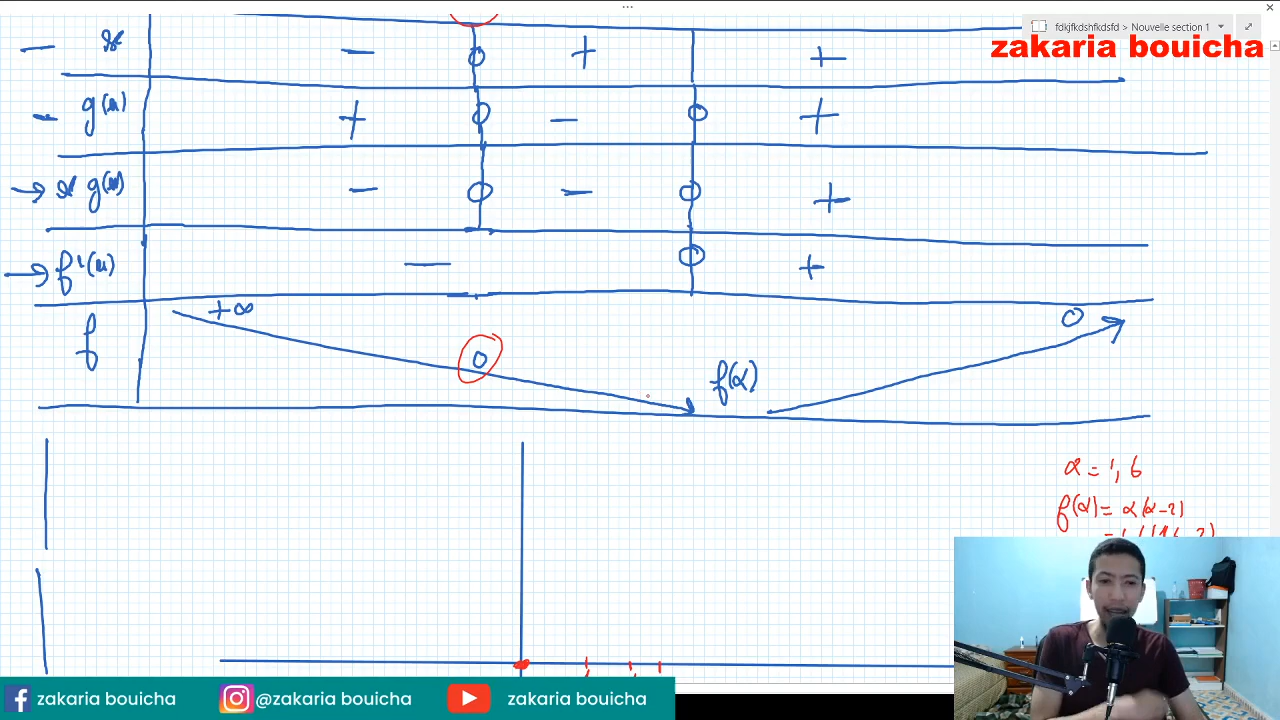 fdkjfkdshfkdsfd > Nouvelle section 1
zakaria bouicha
x - 0 + +
g(x) + 0 - 0 +
→ x g(x) - 0 - 0 +
→ f'(x) - 0 +
f +∞ 0 f(α) 0
α = 1,6
f(α) = α(α-2)
zakaria bouicha @zakaria bouicha zakaria bouicha